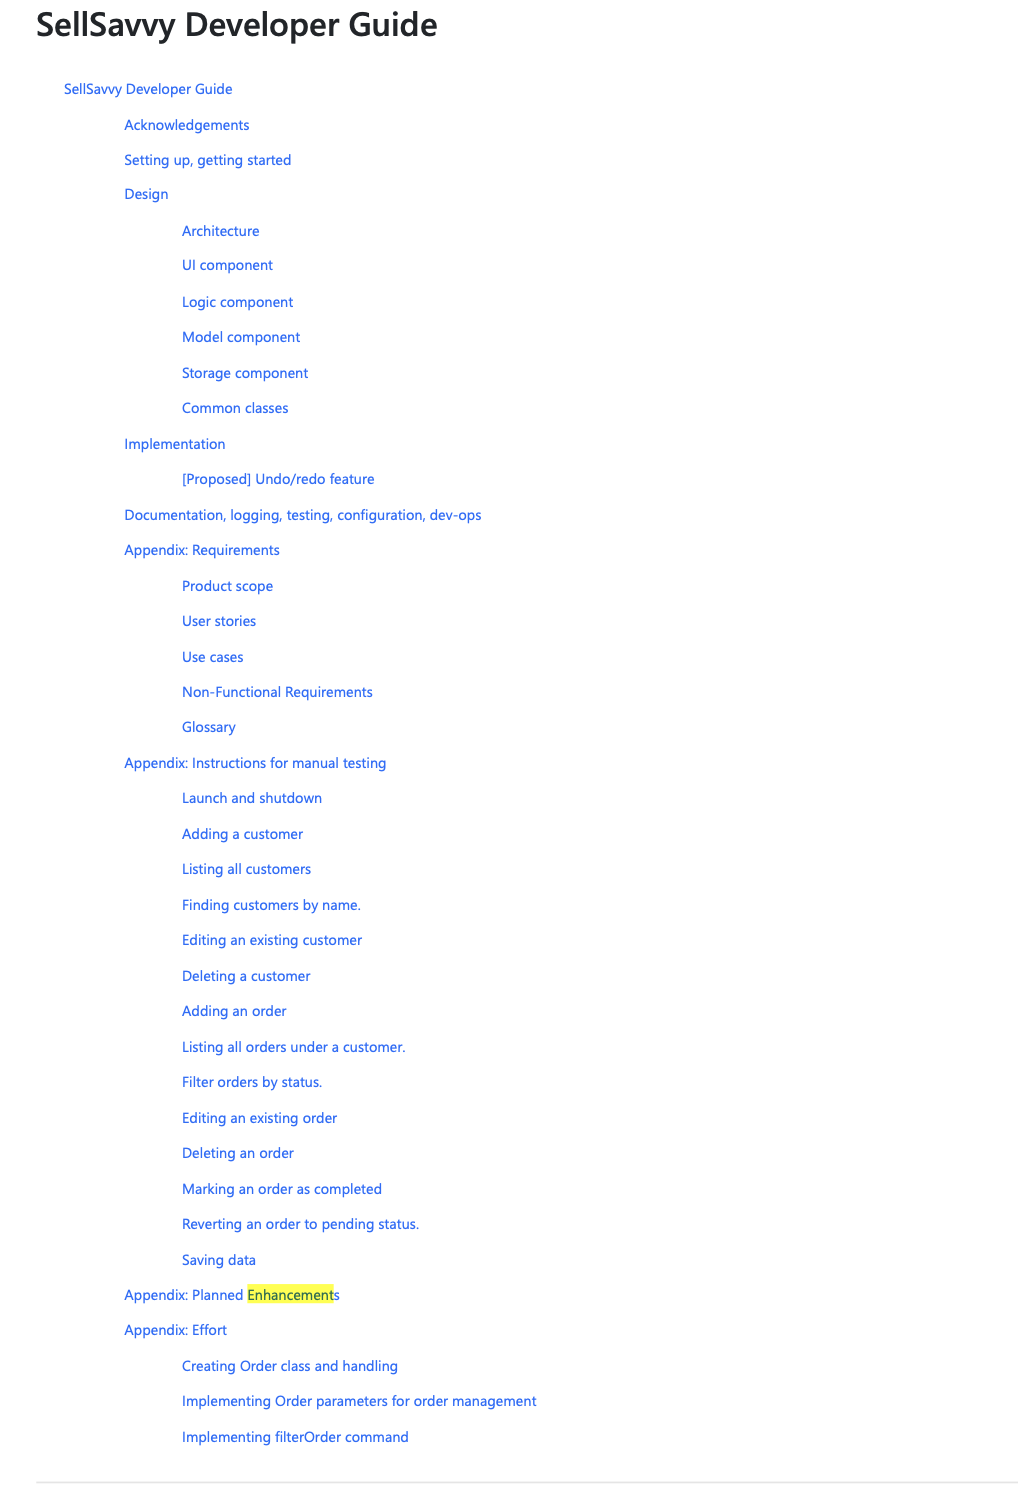 SellSavvy Developer Guide
SellSavvy Developer Guide
Acknowledgements
Setting up, getting started
Design
Architecture
UI component
Logic component
Model component
Storage component
Common classes
Implementation
[Proposed] Undo/redo feature
Documentation, logging, testing, configuration, dev-ops
Appendix: Requirements
Product scope
User stories
Use cases
Non-Functional Requirements
Glossary
Appendix: Instructions for manual testing
Launch and shutdown
Adding a customer
Listing all customers
Finding customers by name.
Editing an existing customer
Deleting a customer
Adding an order
Listing all orders under a customer.
Filter orders by status.
Editing an existing order
Deleting an order
Marking an order as completed
Reverting an order to pending status.
Saving data
Appendix: Planned Enhancements
Appendix: Effort
Creating Order class and handling
Implementing Order parameters for order management
Implementing filterOrder command